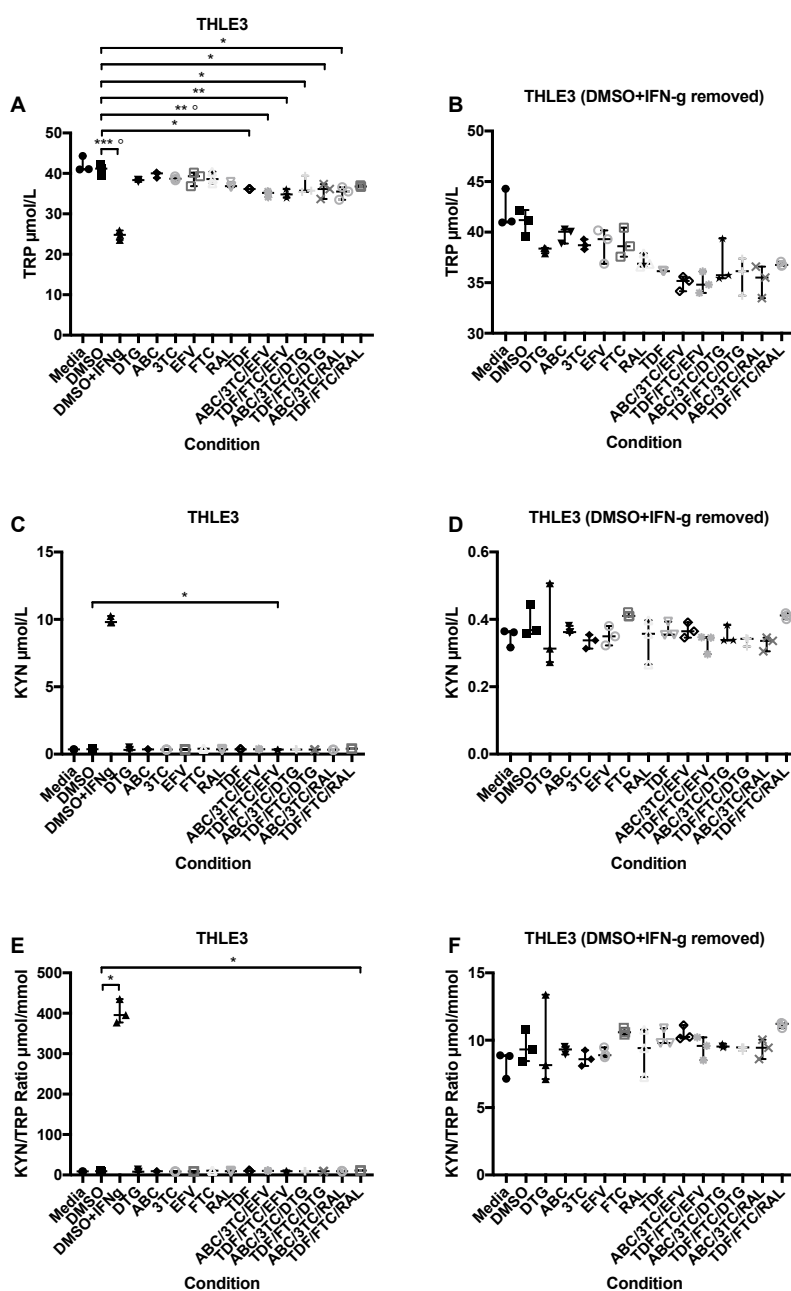 THLE3
*
*
*
**
** °
*
*** °
A
TRP µmol/L
50
40
30
20
10
0
Media
DMSO
DMSO+IFNg
DTG
ABC
3TC
EFV
FTC
RAL
TDF
ABC/3TC/EFV
TDF/FTC/EFV
ABC/3TC/DTG
TDF/FTC/DTG
ABC/3TC/RAL
TDF/FTC/RAL
Condition
B
THLE3 (DMSO+IFN-g removed)
TRP µmol/L
50
45
40
35
30
Media
DMSO
DTG
ABC
3TC
EFV
FTC
RAL
TDF
ABC/3TC/EFV
TDF/FTC/EFV
ABC/3TC/DTG
TDF/FTC/DTG
ABC/3TC/RAL
TDF/FTC/RAL
Condition
C
THLE3
*
KYN µmol/L
15
10
5
0
Media
DMSO
DMSO+IFNg
DTG
ABC
3TC
EFV
FTC
RAL
TDF
ABC/3TC/EFV
TDF/FTC/EFV
ABC/3TC/DTG
TDF/FTC/DTG
ABC/3TC/RAL
TDF/FTC/RAL
Condition
D
THLE3 (DMSO+IFN-g removed)
KYN µmol/L
0.6
0.4
0.2
0.0
Media
DMSO
DTG
ABC
3TC
EFV
FTC
RAL
TDF
ABC/3TC/EFV
TDF/FTC/EFV
ABC/3TC/DTG
TDF/FTC/DTG
ABC/3TC/RAL
TDF/FTC/RAL
Condition
E
THLE3
*
*
KYN/TRP Ratio µmol/mmol
500
400
300
200
100
0
Media
DMSO
DMSO+IFNg
DTG
ABC
3TC
EFV
FTC
RAL
TDF
ABC/3TC/EFV
TDF/FTC/EFV
ABC/3TC/DTG
TDF/FTC/DTG
ABC/3TC/RAL
TDF/FTC/RAL
Condition
F
THLE3 (DMSO+IFN-g removed)
KYN/TRP Ratio µmol/mmol
15
10
5
0
Media
DMSO
DTG
ABC
3TC
EFV
FTC
RAL
TDF
ABC/3TC/EFV
TDF/FTC/EFV
ABC/3TC/DTG
TDF/FTC/DTG
ABC/3TC/RAL
TDF/FTC/RAL
Condition